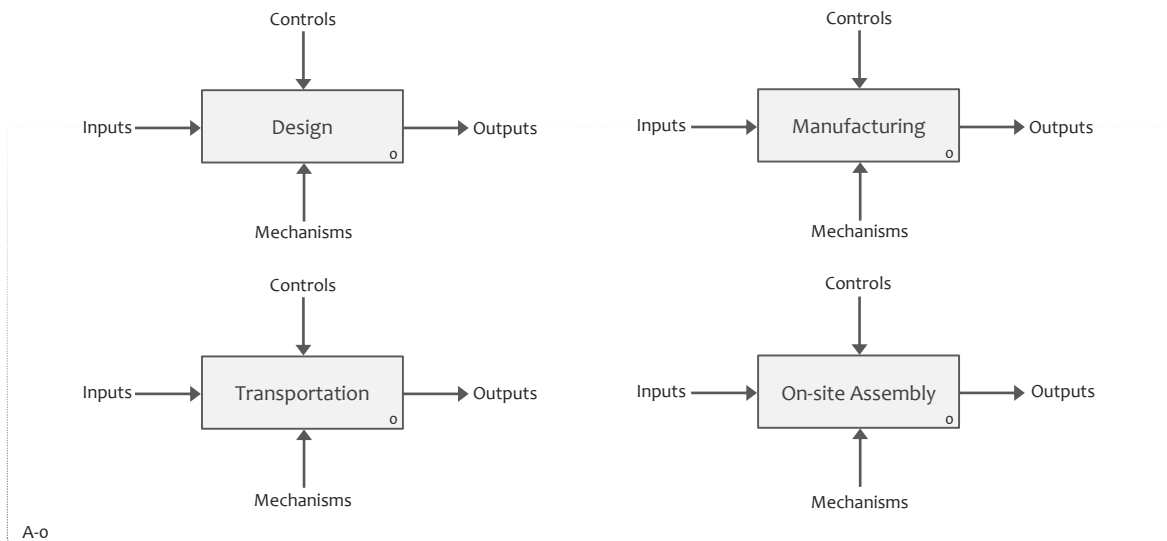 Controls
Inputs
Design
0
Outputs
Mechanisms
Controls
Inputs
Manufacturing
0
Outputs
Mechanisms
Controls
Inputs
Transportation
0
Outputs
Mechanisms
Controls
Inputs
On-site Assembly
0
Outputs
Mechanisms
A-0